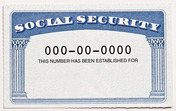 SOCIAL SECURITY
000-00-0000
THIS NUMBER HAS BEEN ESTABLISHED FOR